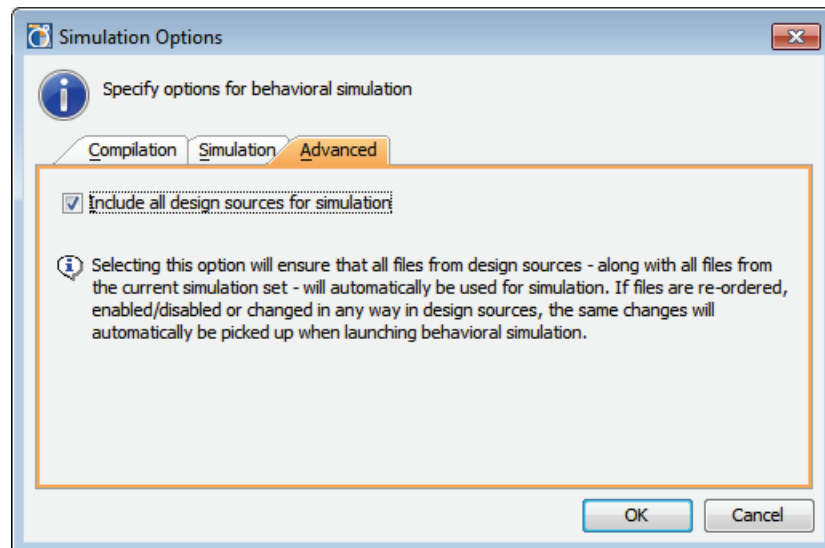 Simulation Options
Specify options for behavioral simulation
Compilation Simulation Advanced
Include all design sources for simulation
Selecting this option will ensure that all files from design sources - along with all files from
the current simulation set - will automatically be used for simulation. If files are re-ordered,
enabled/disabled or changed in any way in design sources, the same changes will
automatically be picked up when launching behavioral simulation.
OK Cancel